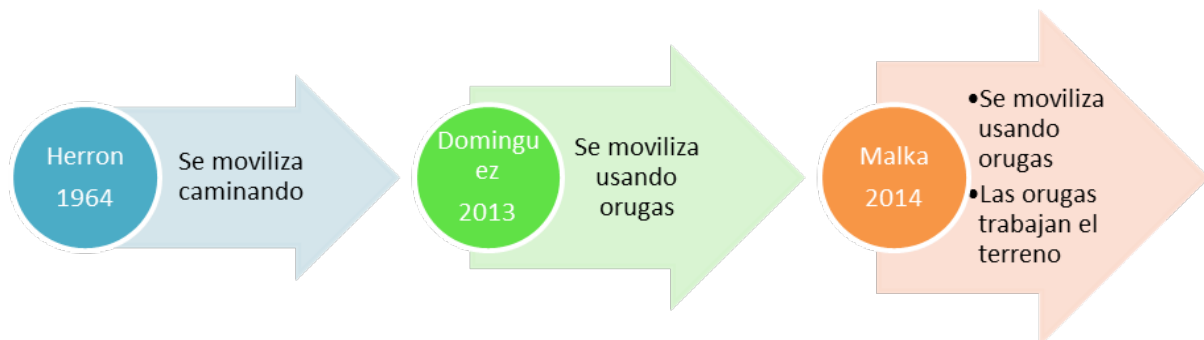 Herron
1964
Se moviliza
caminando
Domingu
ez
2013
Se moviliza
usando
orugas
Malka
2014
•Se moviliza
usando
orugas
•Las orugas
trabajan el
terreno